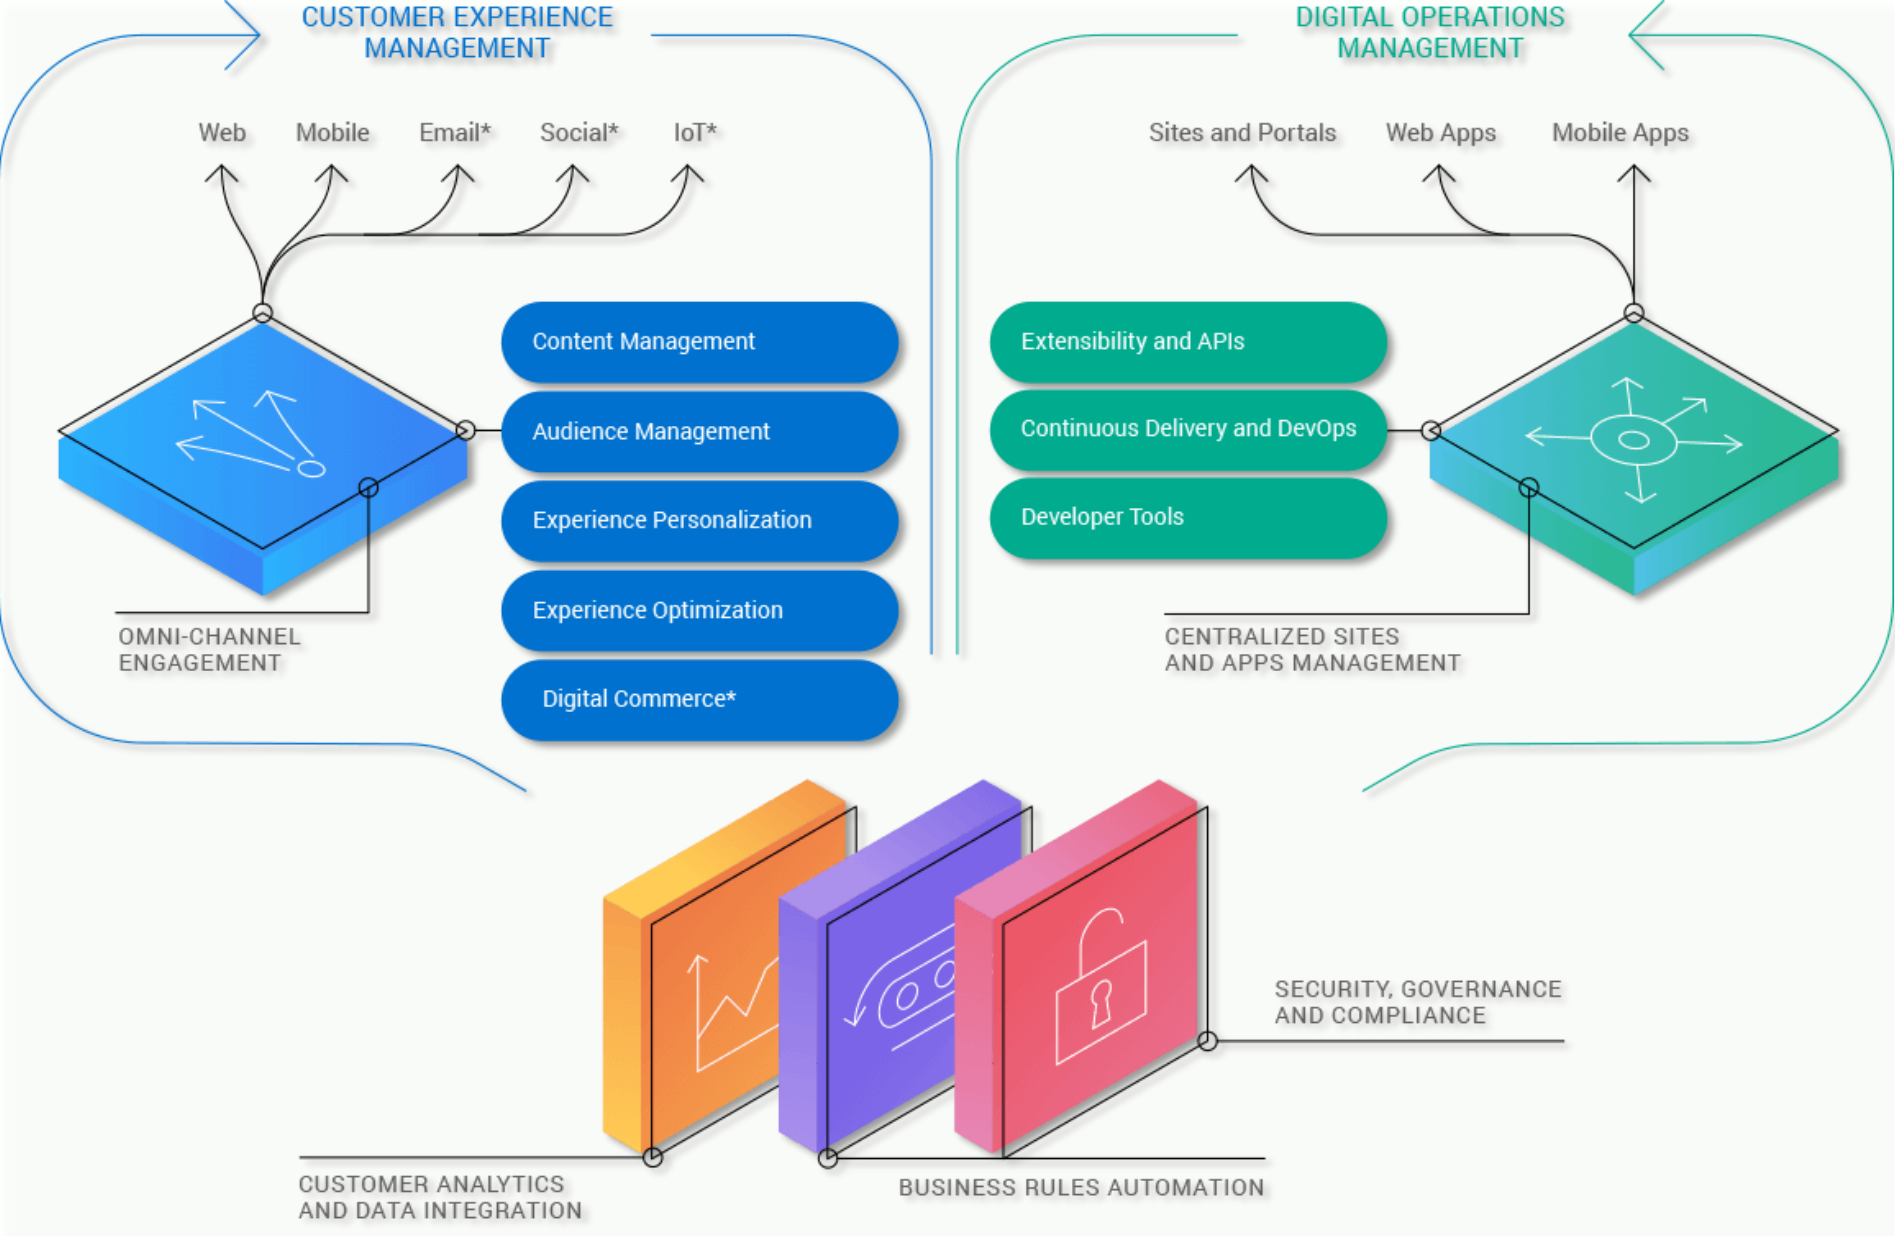 CUSTOMER EXPERIENCE
MANAGEMENT
Web
Mobile
Email*
Social*
IoT*
Content Management
Audience Management
Experience Personalization
Experience Optimization
Digital Commerce*
OMNI-CHANNEL
ENGAGEMENT
DIGITAL OPERATIONS
MANAGEMENT
Sites and Portals
Web Apps
Mobile Apps
Extensibility and APIs
Continuous Delivery and DevOps
Developer Tools
CENTRALIZED SITES
AND APPS MANAGEMENT
SECURITY, GOVERNANCE
AND COMPLIANCE
CUSTOMER ANALYTICS
AND DATA INTEGRATION
BUSINESS RULES AUTOMATION